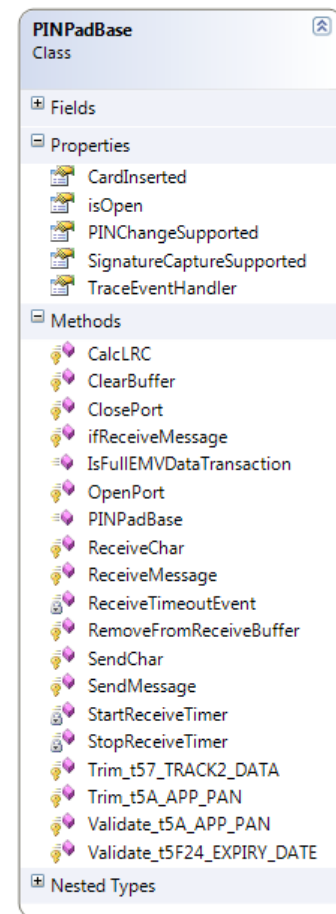 PINPadBase
Class
Fields
Properties
CardInserted
isOpen
PINChangeSupported
SignatureCaptureSupported
TraceEventHandler
Methods
CalcLRC
ClearBuffer
ClosePort
ifReceiveMessage
IsFullEMVDataTransaction
OpenPort
PINPadBase
ReceiveChar
ReceiveMessage
ReceiveTimeoutEvent
RemoveFromReceiveBuffer
SendChar
SendMessage
StartReceiveTimer
StopReceiveTimer
Trim_t57_TRACK2_DATA
Trim_t5A_APP_PAN
Validate_t5A_APP_PAN
Validate_t5F24_EXPIRY_DATE
Nested Types